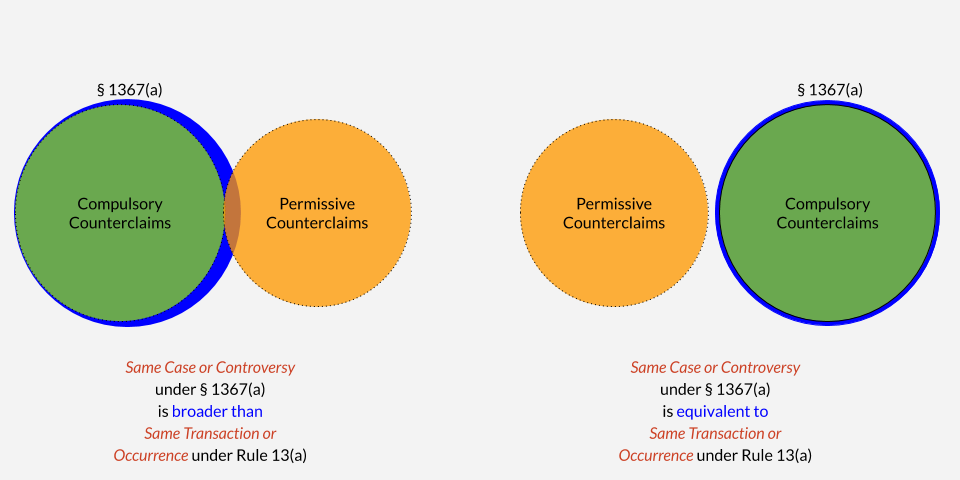 § 1367(a)
Compulsory
Counterclaims
Permissive
Counterclaims
Same Case or Controversy
under § 1367(a)
is broader than
Same Transaction or
Occurrence under Rule 13(a)
§ 1367(a)
Permissive
Counterclaims
Compulsory
Counterclaims
Same Case or Controversy
under § 1367(a)
is equivalent to
Same Transaction or
Occurrence under Rule 13(a)